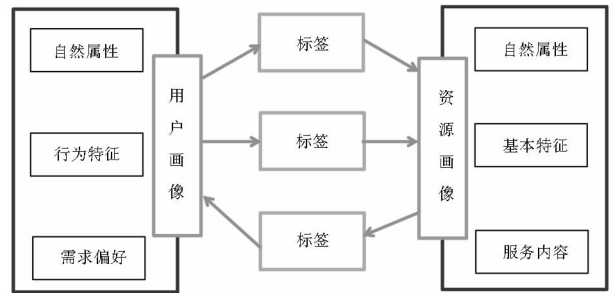 自然属性
行为特征
需求偏好
用户画像
标签
标签
标签
资源画像
自然属性
基本特征
服务内容